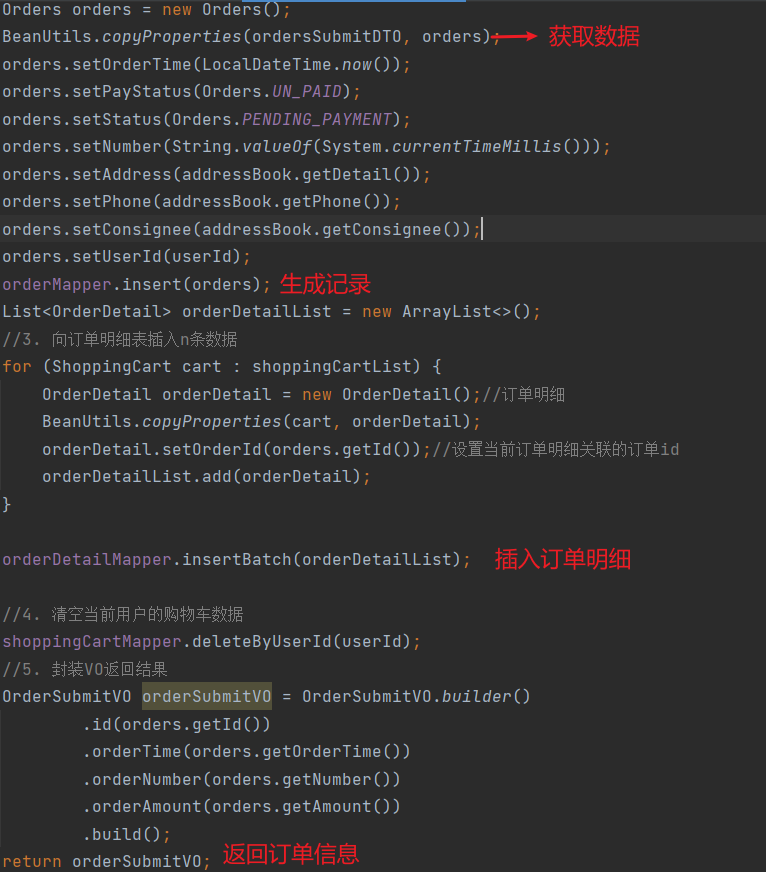 Orders orders = new Orders();
BeanUtils.copyProperties(ordersSubmitDTO, orders); 获取数据
orders.setOrderTime(LocalDateTime.now());
orders.setPayStatus(Orders.UN_PAID);
orders.setStatus(Orders.PENDING_PAYMENT);
orders.setNumber(String.valueOf(System.currentTimeMillis()));
orders.setAddress(addressBook.getDetail());
orders.setPhone(addressBook.getPhone());
orders.setConsignee(addressBook.getConsignee());
orders.setUserId(userId);
orderMapper.insert(orders); 生成记录
List<OrderDetail> orderDetailList = new ArrayList<>();
//3. 向订单明细表插入n条数据
for (ShoppingCart cart : shoppingCartList) {
OrderDetail orderDetail = new OrderDetail();//订单明细
BeanUtils.copyProperties(cart, orderDetail);
orderDetail.setOrderId(orders.getId());//设置当前订单明细关联的订单id
orderDetailList.add(orderDetail);
}
orderDetailMapper.insertBatch(orderDetailList); 插入订单明细
//4. 清空当前用户的购物车数据
shoppingCartMapper.deleteByUserId(userId);
//5. 封装VO返回结果
OrderSubmitVO orderSubmitVO = OrderSubmitVO.builder()
.id(orders.getId())
.orderTime(orders.getOrderTime())
.orderNumber(orders.getNumber())
.orderAmount(orders.getAmount())
.build();
return orderSubmitVO; 返回订单信息